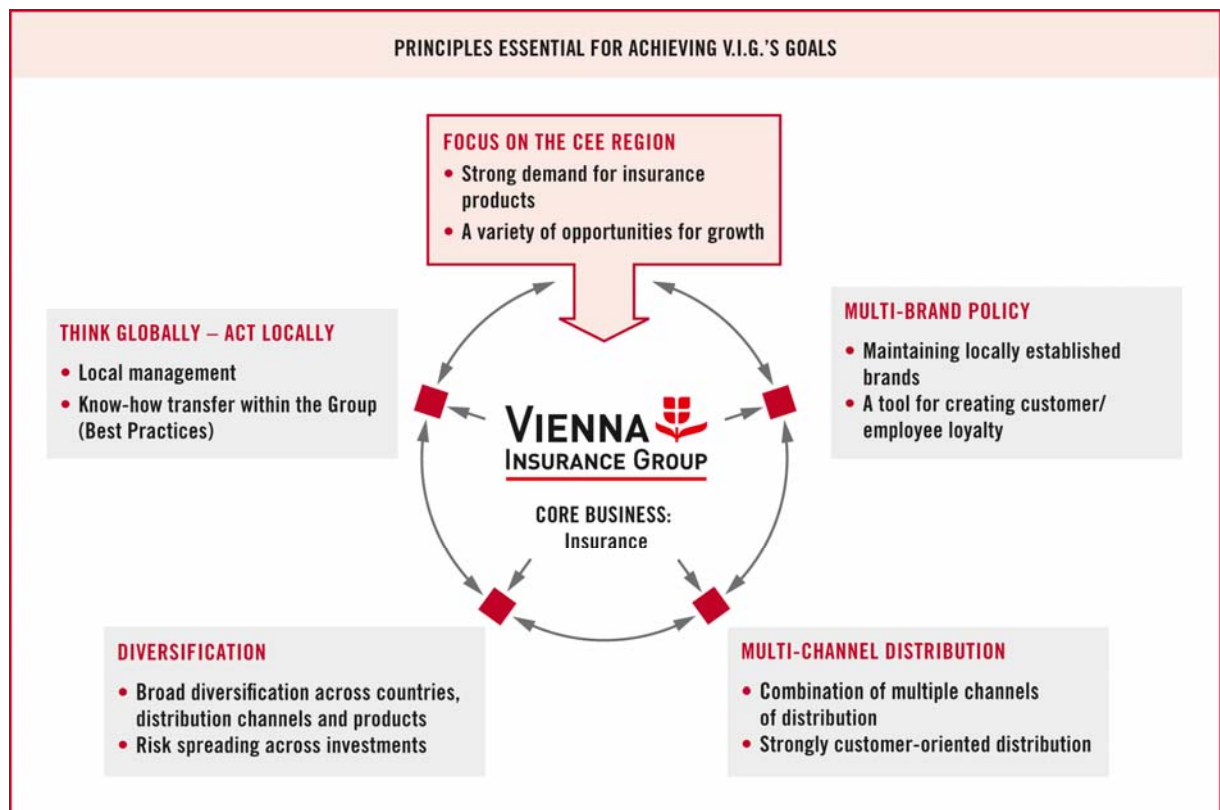 PRINCIPLES ESSENTIAL FOR ACHIEVING V.I.G.'S GOALS
FOCUS ON THE CEE REGION
• Strong demand for insurance
products
• A variety of opportunities for growth
THINK GLOBALLY – ACT LOCALLY
• Local management
• Know-how transfer within the Group
(Best Practices)
MULTI-BRAND POLICY
• Maintaining locally established
brands
• A tool for creating customer/
employee loyalty
VIENNA
INSURANCE GROUP
CORE BUSINESS:
Insurance
DIVERSIFICATION
• Broad diversification across countries,
distribution channels and products
• Risk spreading across investments
MULTI-CHANNEL DISTRIBUTION
• Combination of multiple channels
of distribution
• Strongly customer-oriented distribution